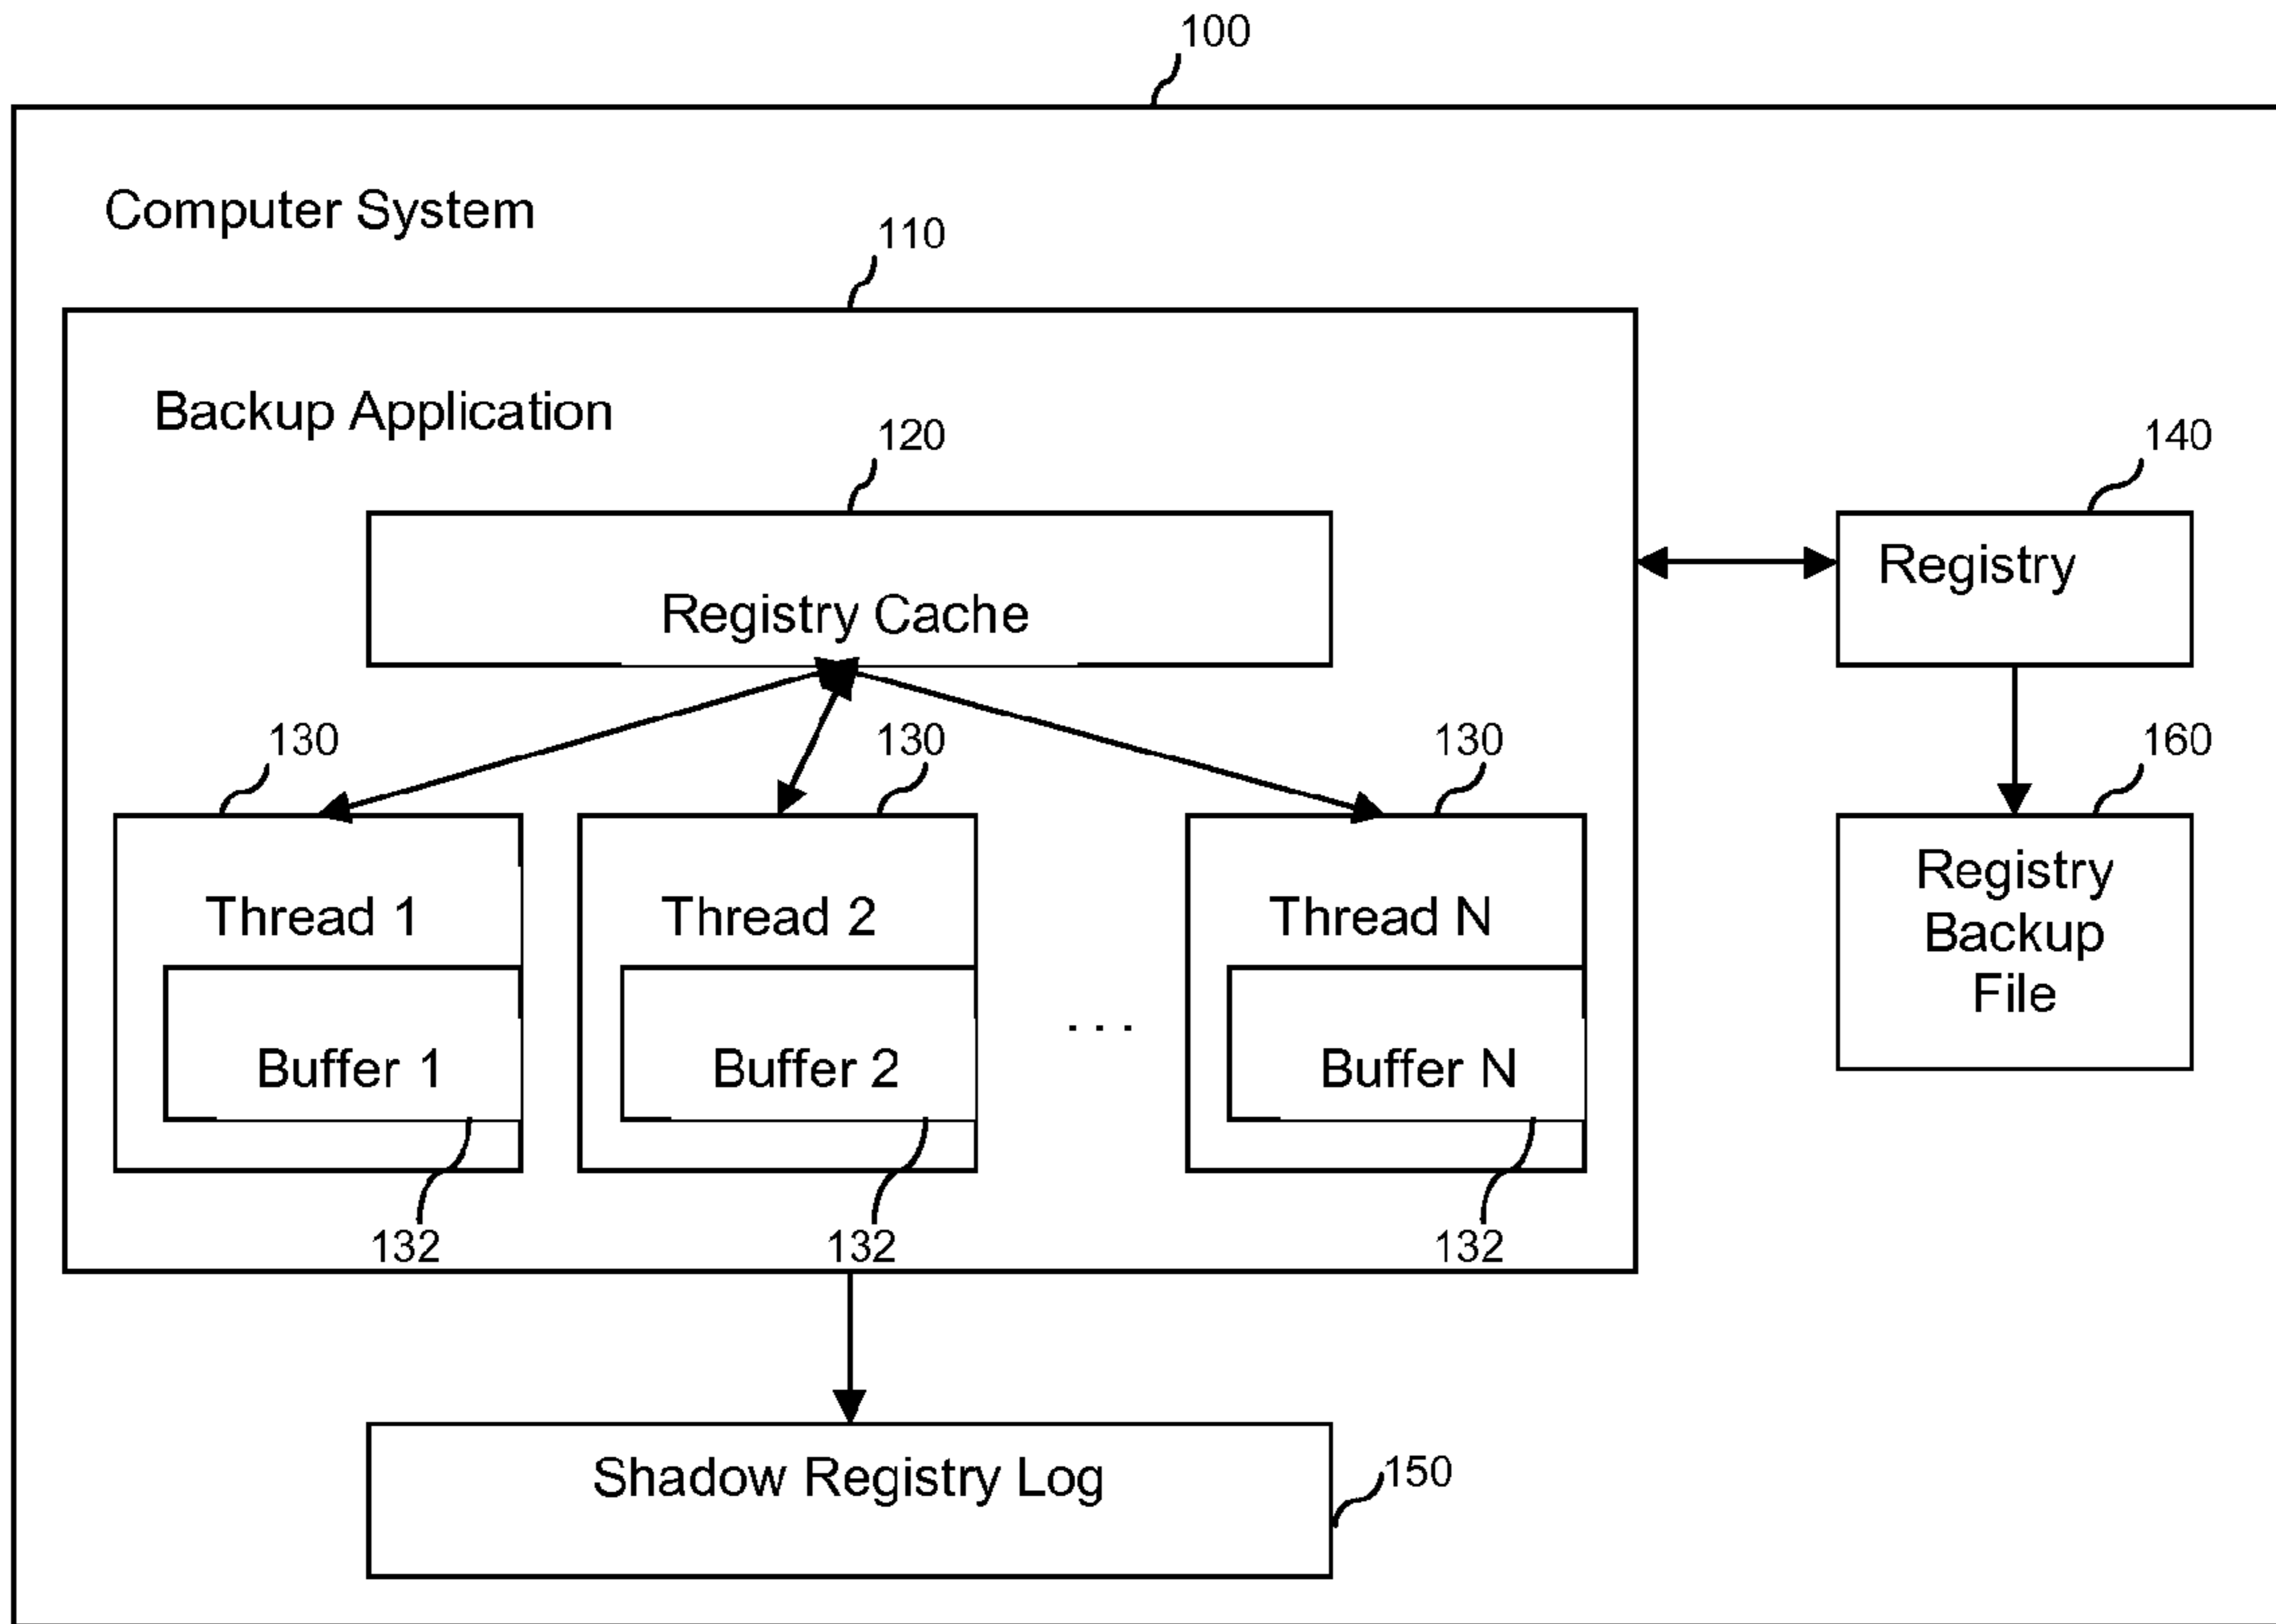 100
Computer System
110
Backup Application
120
140
Registry Cache
Registry
130
130
130
160
Thread 1
Thread 2
Thread N
Registry
Backup
File
Buffer 1
Buffer 2
. . .
Buffer N
132
132
132
Shadow Registry Log
150